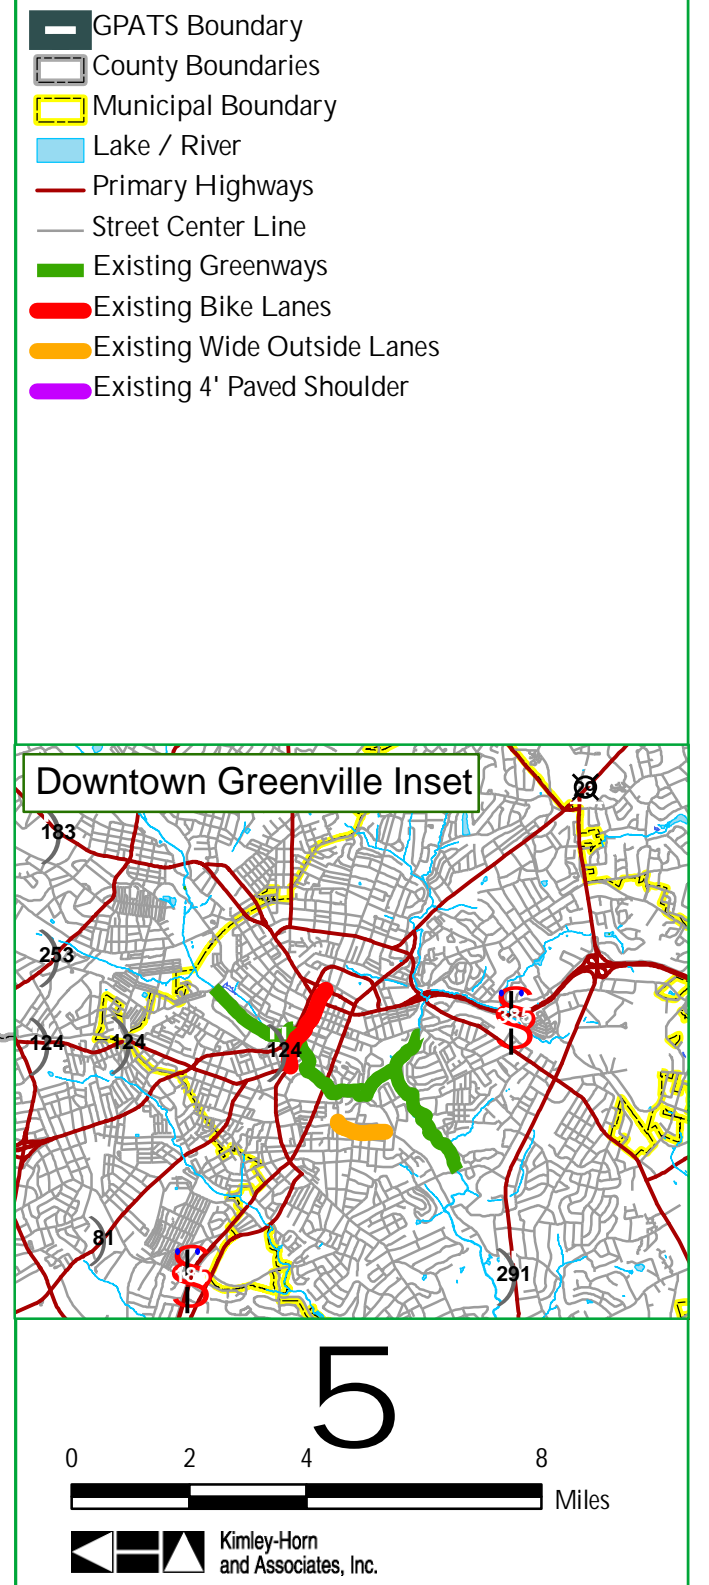 GPATS Boundary
County Boundaries
Municipal Boundary
Lake / River
Primary Highways
Street Center Line
Existing Greenways
Existing Bike Lanes
Existing Wide Outside Lanes
Existing 4' Paved Shoulder
Downtown Greenville Inset
29
183
253
385
124
124
124
81
185
291
5
0 2 4 8
Miles
Kimley-Horn
and Associates, Inc.